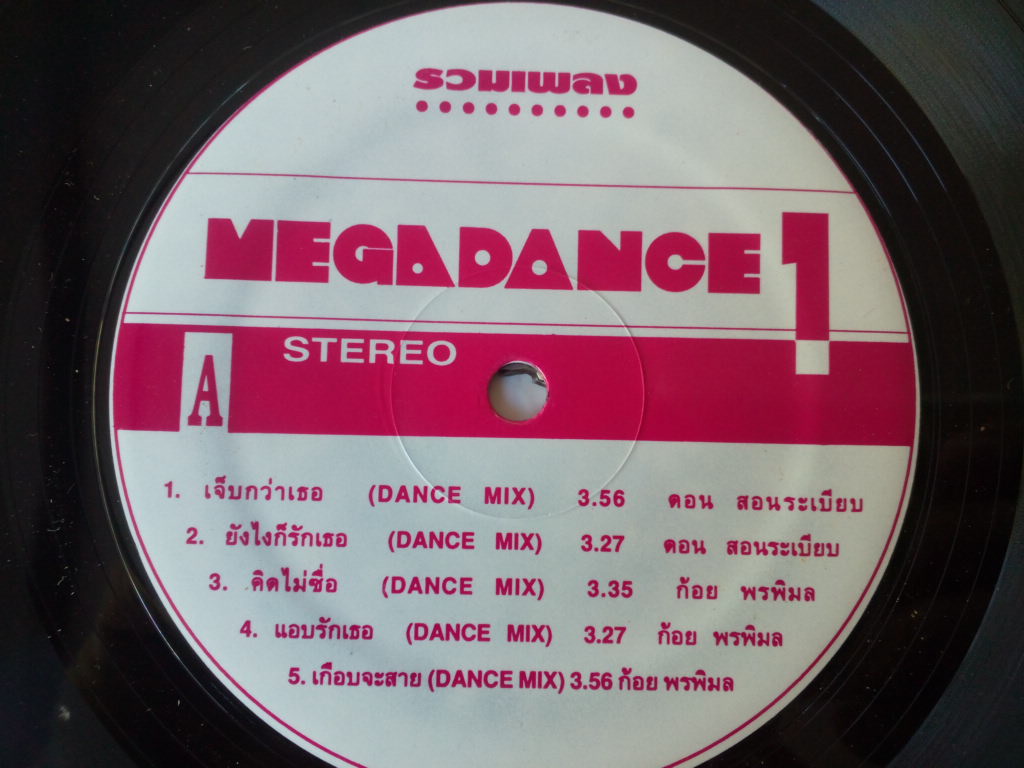 รวมเพลง
MEGADANCE 1
STEREO
A
1. เจ็บกว่าเธอ (DANCE MIX) 3.56 ดอน สอนระเบียบ
2. ยังไงก็รักเธอ (DANCE MIX) 3.27 ดอน สอนระเบียบ
3. คิดไม่ซื่อ (DANCE MIX) 3.35 ก้อย พรพิมล
4. แอบรักเธอ (DANCE MIX) 3.27 ก้อย พรพิมล
5. เกือบจะสาย (DANCE MIX) 3.56 ก้อย พรพิมล